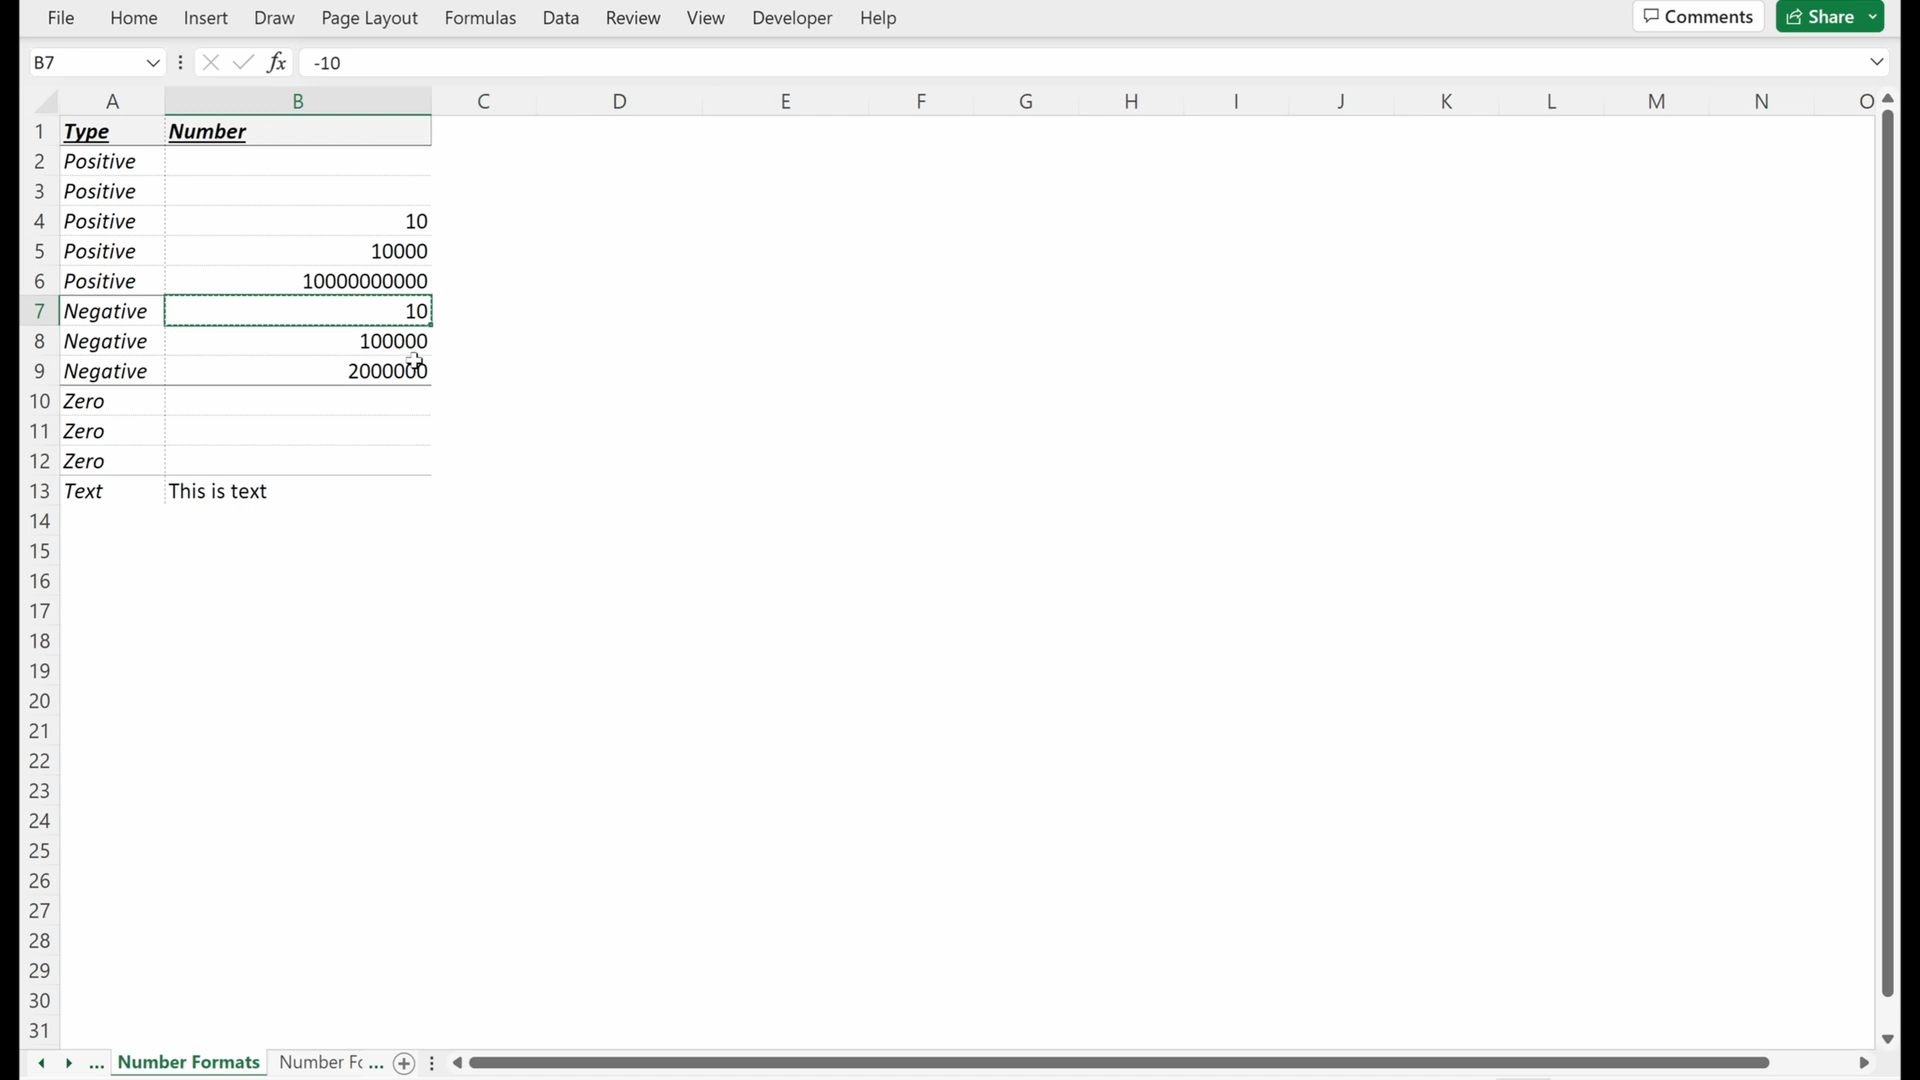 File Home Insert Draw Page Layout Formulas Data Review View Developer Help Comments Share
B7 fx -10
A B C D E F G H I J K L M N O
1 Type Number
2 Positive
3 Positive
4 Positive 10
5 Positive 10000
6 Positive 10000000000
7 Negative 10
8 Negative 100000
9 Negative 2000000
10 Zero
11 Zero
12 Zero
13 Text This is text
14
15
16
17
18
19
20
21
22
23
24
25
26
27
28
29
30
31
... Number Formats Number Fc ...